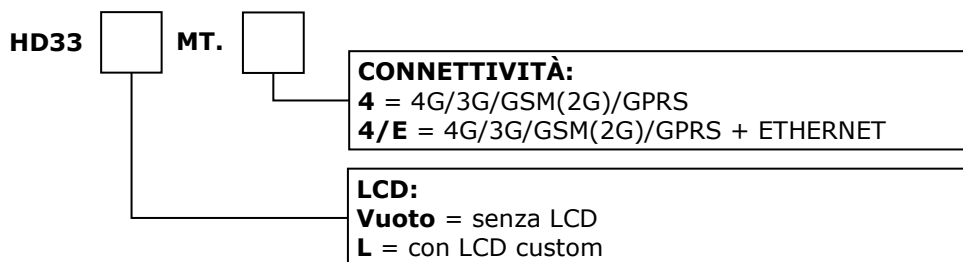 HD33 MT.
CONNETTIVITÀ:
4 = 4G/3G/GSM(2G)/GPRS
4/E = 4G/3G/GSM(2G)/GPRS + ETHERNET
LCD:
Vuoto = senza LCD
L = con LCD custom